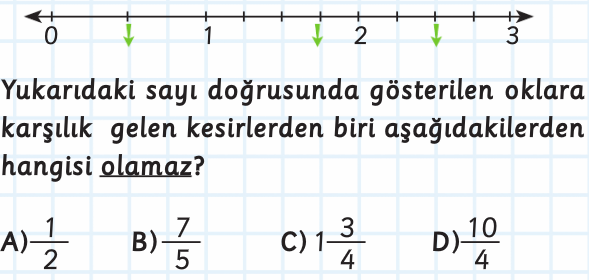 0 1 2 3
Yukarıdaki sayı doğrusunda gösterilen oklara
karşılık gelen kesirlerden biri aşağıdakilerden
hangisi olamaz?
A) 1/2 B) 7/5 C) 1 3/4 D) 10/4